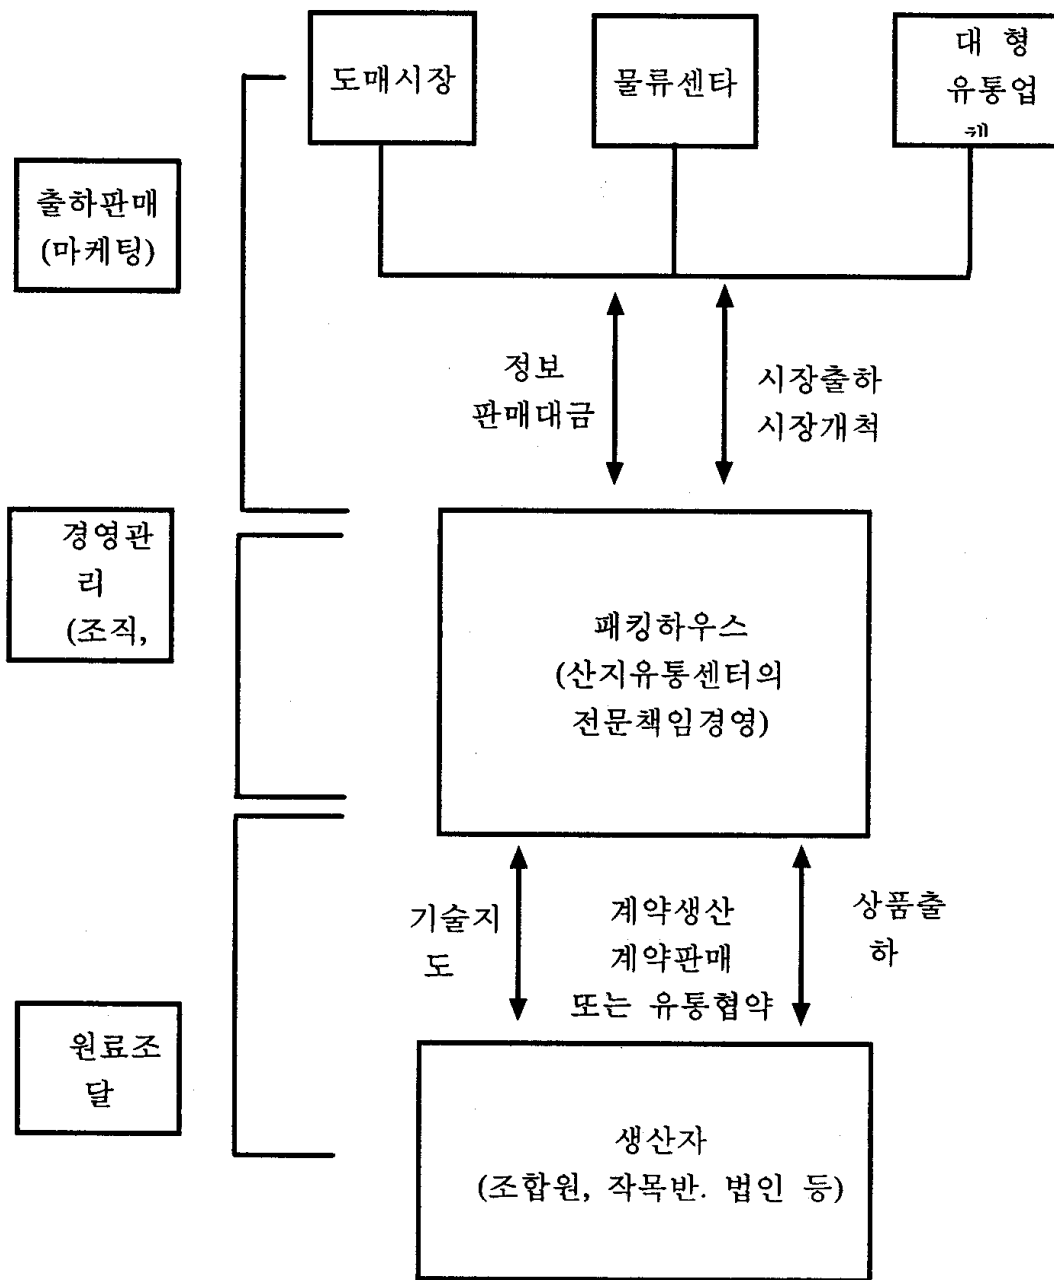 도매시장
물류센타
대 형
유통업
체
출하판매
(마케팅)
정보
판매대금
시장출하
시장개척
경영관
리
(조직,
패킹하우스
(산지유통센터의
전문책임경영)
기술지
도
계약생산
계약판매
또는 유통협약
상품출
하
원료조
달
생산자
(조합원, 작목반. 법인 등)